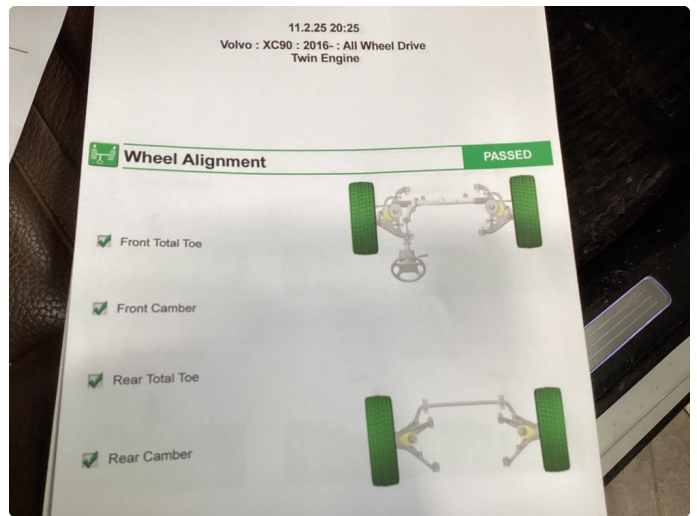 11.2.25 20:25
Volvo : XC90 : 2016- : All Wheel Drive
Twin Engine
Wheel Alignment
PASSED
Front Total Toe
Front Camber
Rear Total Toe
Rear Camber